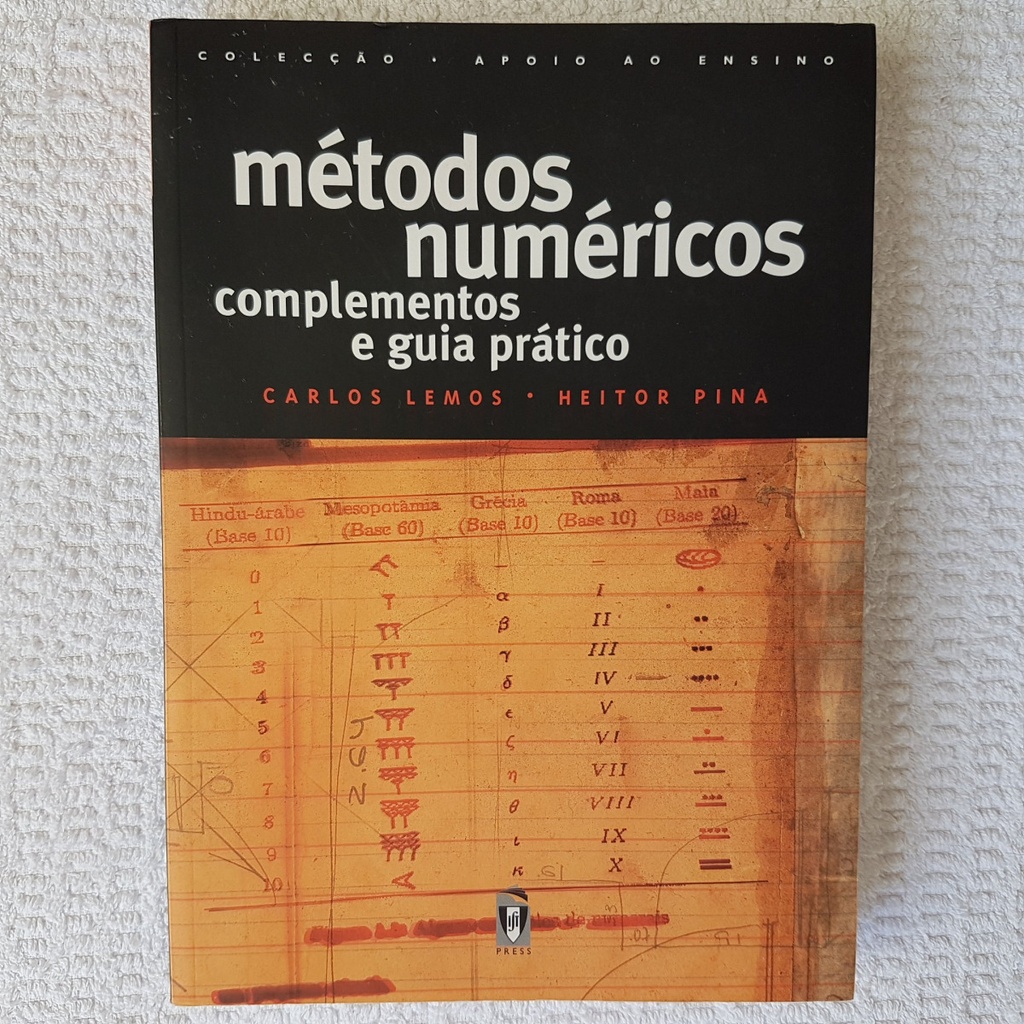 COLECÇÃO • APOIO AO ENSINO
métodos
numéricos
complementos
e guia prático
CARLOS LEMOS • HEITOR PINA
Hindu-árabe Mesopotâmia Grécia Roma Maia
(Base 10) (Base 60) (Base 10) (Base 10) (Base 20)
0 – –
1 α I
2 β II
3 γ III
4 δ IV
5 ϵ V
6 ς VI
7 η VII
8 θ VIII
9 ι IX
10 κ X
2.64
PRESS